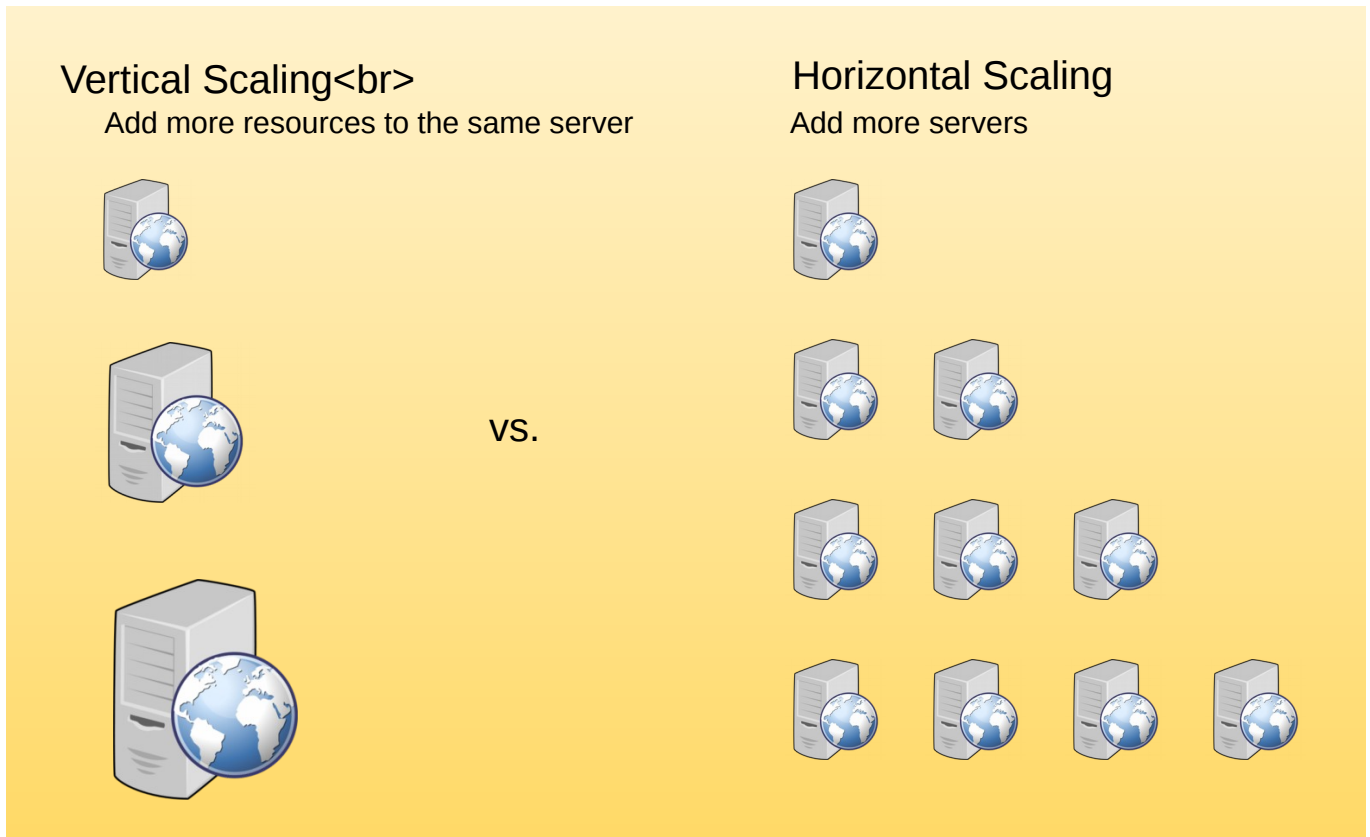 Vertical Scaling<br>
Add more resources to the same server
vs.
Horizontal Scaling
Add more servers